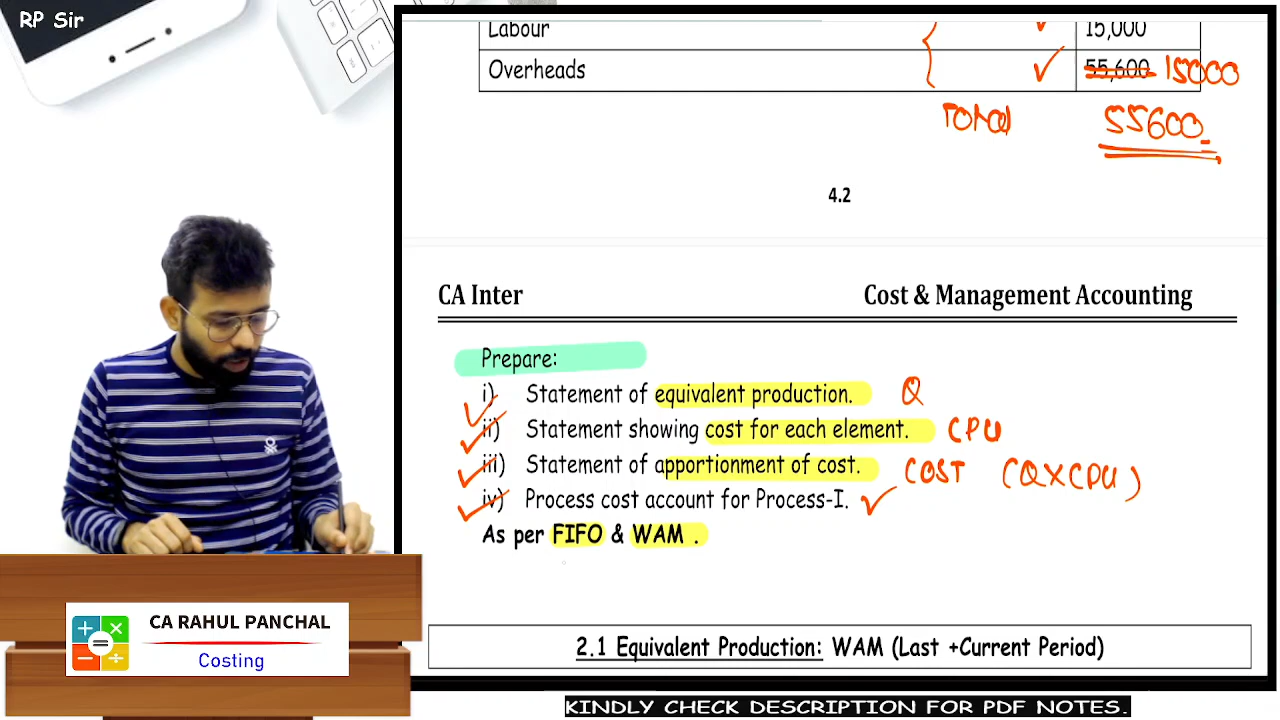 RP Sir
Labour 15,000
Overheads 55,600 15000
Total 55600
4.2
CA Inter Cost & Management Accounting
Prepare:
i) Statement of equivalent production. Q
ii) Statement showing cost for each element. CPU
iii) Statement of apportionment of cost. COST (QXCPU)
iv) Process cost account for Process-I.
As per FIFO & WAM .
2.1 Equivalent Production: WAM (Last +Current Period)
CA RAHUL PANCHAL
Costing
KINDLY CHECK DESCRIPTION FOR PDF NOTES.